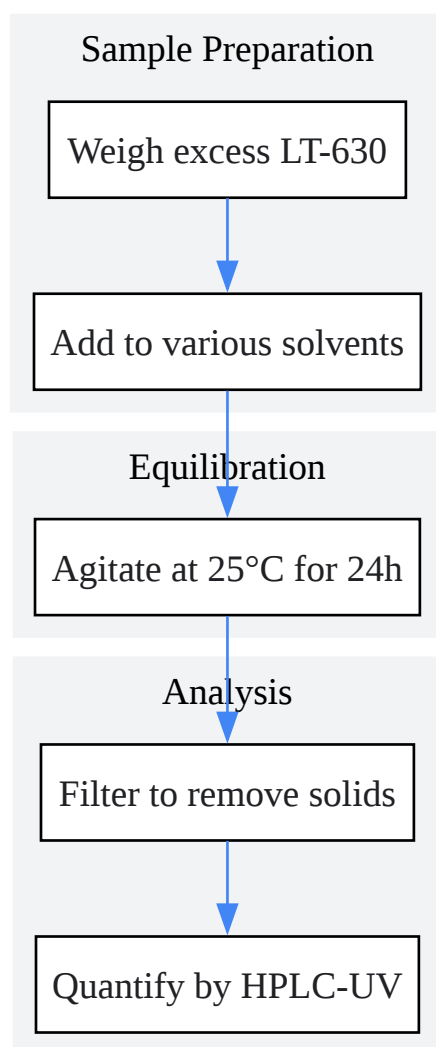 Sample Preparation
Weigh excess LT-630
Add to various solvents
Equilibration
Agitate at 25°C for 24h
Analysis
Filter to remove solids
Quantify by HPLC-UV